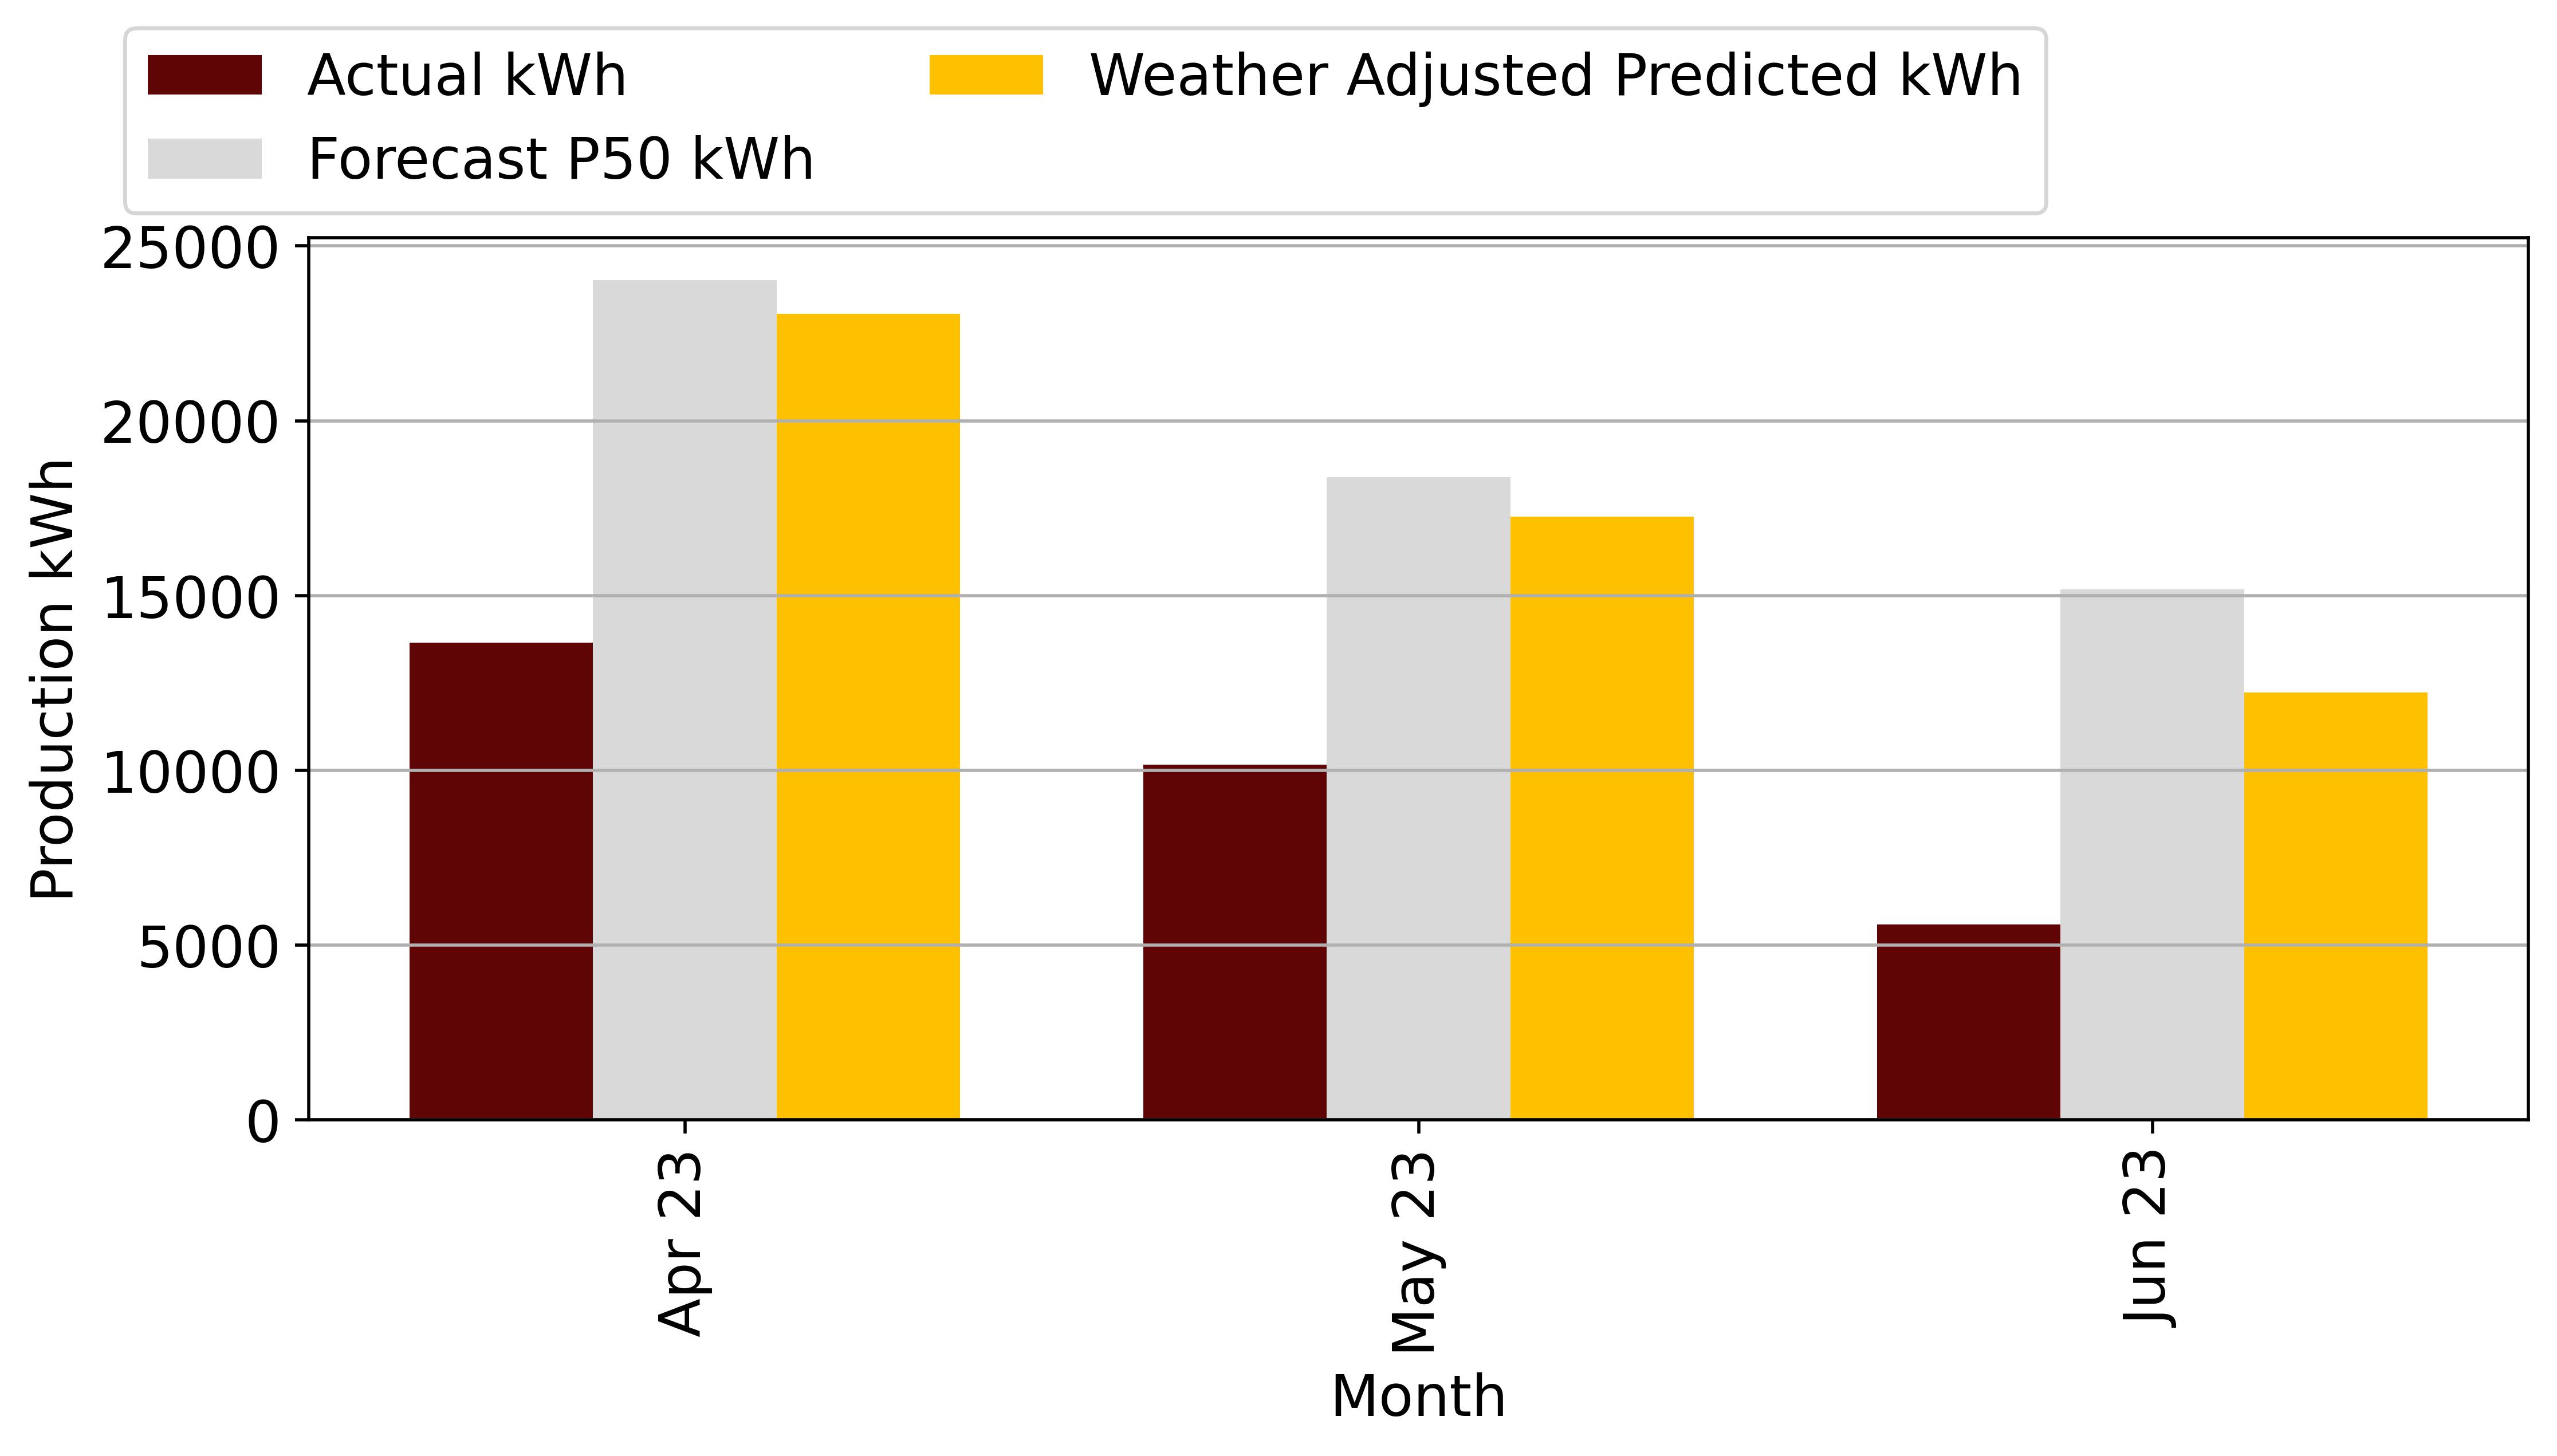 Actual kWh
Forecast P50 kWh
Weather Adjusted Predicted kWh
25000
20000
15000
10000
5000
0
Production kWh
Apr 23
May 23
Jun 23
Month